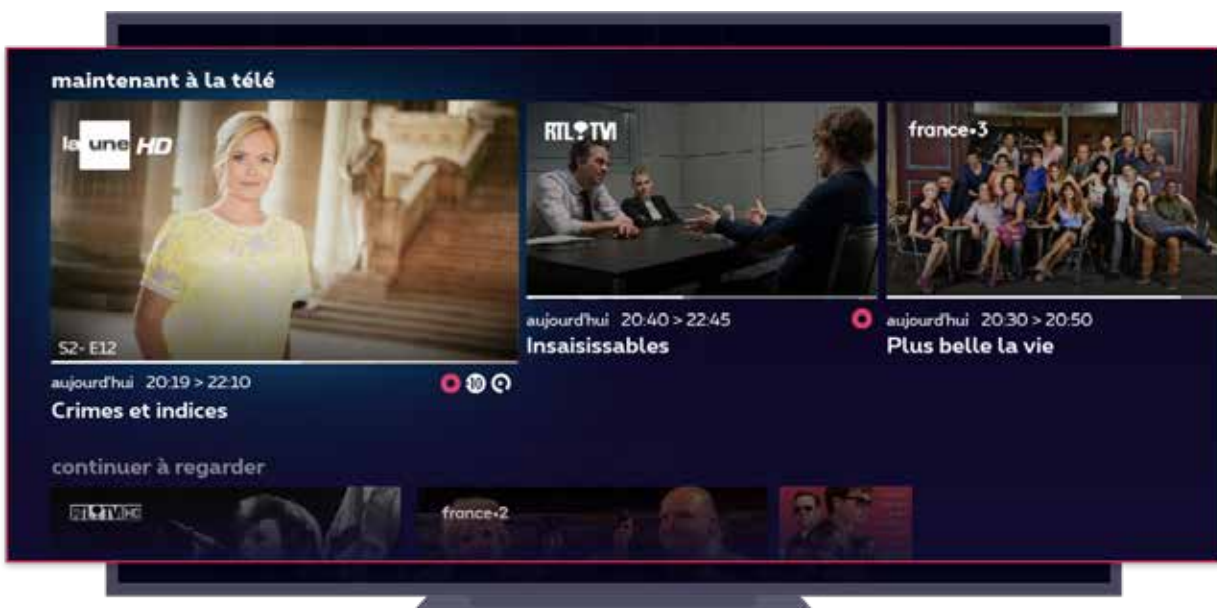 maintenant à la télé
la une HD
S2- E12
aujourd'hui 20:19 > 22:10
10
Crimes et indices
RTL TVI
aujourd'hui 20:40 > 22:45
Insaisissables
france•3
aujourd'hui 20:30 > 20:50
Plus belle la vie
continuer à regarder
RTL TVI HD
france•2